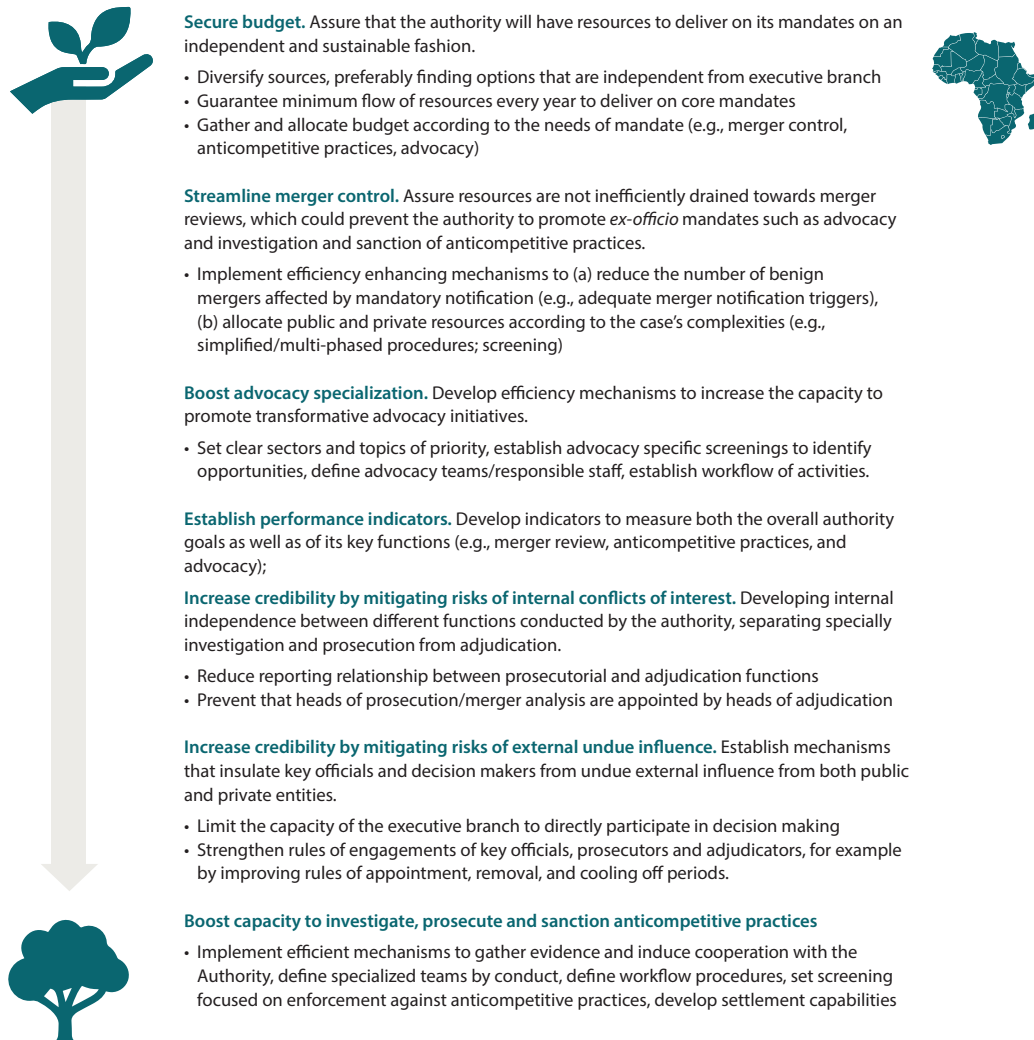 Secure budget. Assure that the authority will have resources to deliver on its mandates on an
independent and sustainable fashion.
• Diversify sources, preferably finding options that are independent from executive branch
• Guarantee minimum flow of resources every year to deliver on core mandates
• Gather and allocate budget according to the needs of mandate (e.g., merger control,
anticompetitive practices, advocacy)
Streamline merger control. Assure resources are not inefficiently drained towards merger
reviews, which could prevent the authority to promote ex-officio mandates such as advocacy
and investigation and sanction of anticompetitive practices.
• Implement efficiency enhancing mechanisms to (a) reduce the number of benign
mergers affected by mandatory notification (e.g., adequate merger notification triggers),
(b) allocate public and private resources according to the case’s complexities (e.g.,
simplified/multi-phased procedures; screening)
Boost advocacy specialization. Develop efficiency mechanisms to increase the capacity to
promote transformative advocacy initiatives.
• Set clear sectors and topics of priority, establish advocacy specific screenings to identify
opportunities, define advocacy teams/responsible staff, establish workflow of activities.
Establish performance indicators. Develop indicators to measure both the overall authority
goals as well as of its key functions (e.g., merger review, anticompetitive practices, and
advocacy);
Increase credibility by mitigating risks of internal conflicts of interest. Developing internal
independence between different functions conducted by the authority, separating specially
investigation and prosecution from adjudication.
• Reduce reporting relationship between prosecutorial and adjudication functions
• Prevent that heads of prosecution/merger analysis are appointed by heads of adjudication
Increase credibility by mitigating risks of external undue influence. Establish mechanisms
that insulate key officials and decision makers from undue external influence from both public
and private entities.
• Limit the capacity of the executive branch to directly participate in decision making
• Strengthen rules of engagements of key officials, prosecutors and adjudicators, for example
by improving rules of appointment, removal, and cooling off periods.
Boost capacity to investigate, prosecute and sanction anticompetitive practices
• Implement efficient mechanisms to gather evidence and induce cooperation with the
Authority, define specialized teams by conduct, define workflow procedures, set screening
focused on enforcement against anticompetitive practices, develop settlement capabilities